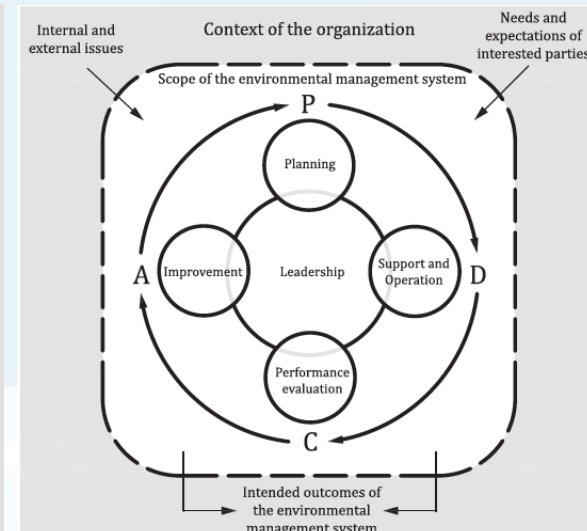 Internal and
external issues
Context of the organization
Needs and
expectations of
interested parties
Scope of the environmental management system
P
Planning
A
Improvement
Leadership
Support and
Operation
D
Performance
evaluation
C
Intended outcomes of
the environmental
management system